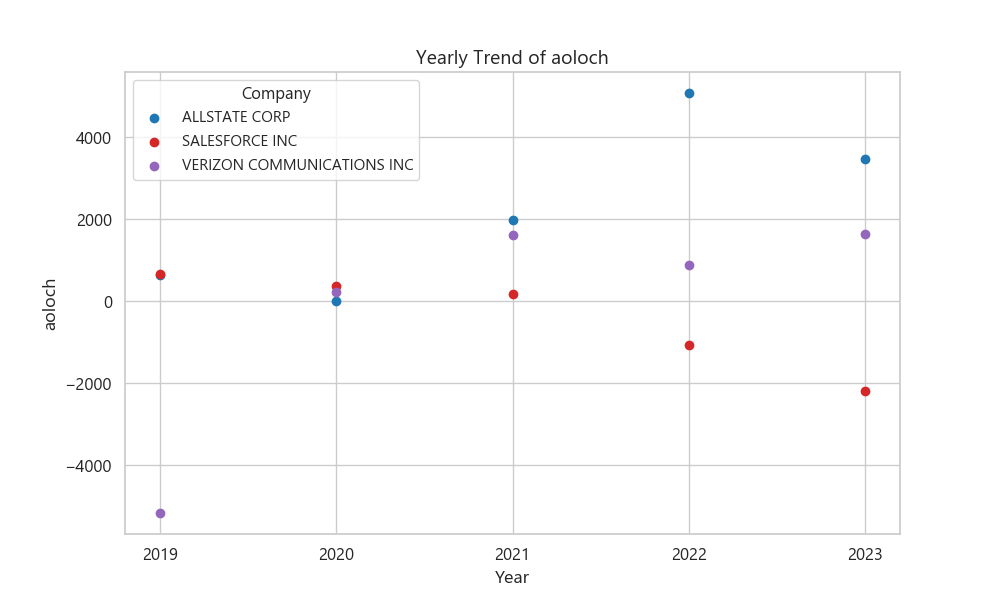 Yearly Trend of aoloch
Company
ALLSTATE CORP
SALESFORCE INC
VERIZON COMMUNICATIONS INC
4000
2000
0
−2000
−4000
aoloch
2019
2020
2021
2022
2023
Year